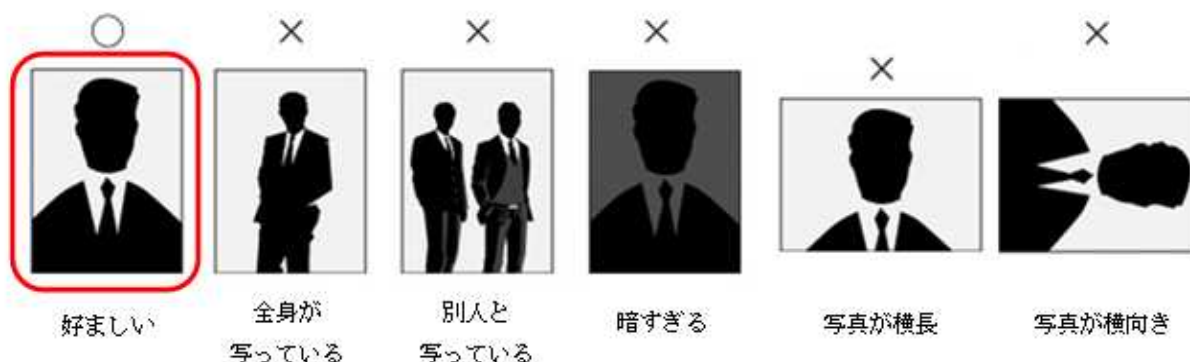 ○
×
×
×
×
×
好ましい
全身が
写っている
別人と
写っている
暗すぎる
写真が横長
写真が横向き